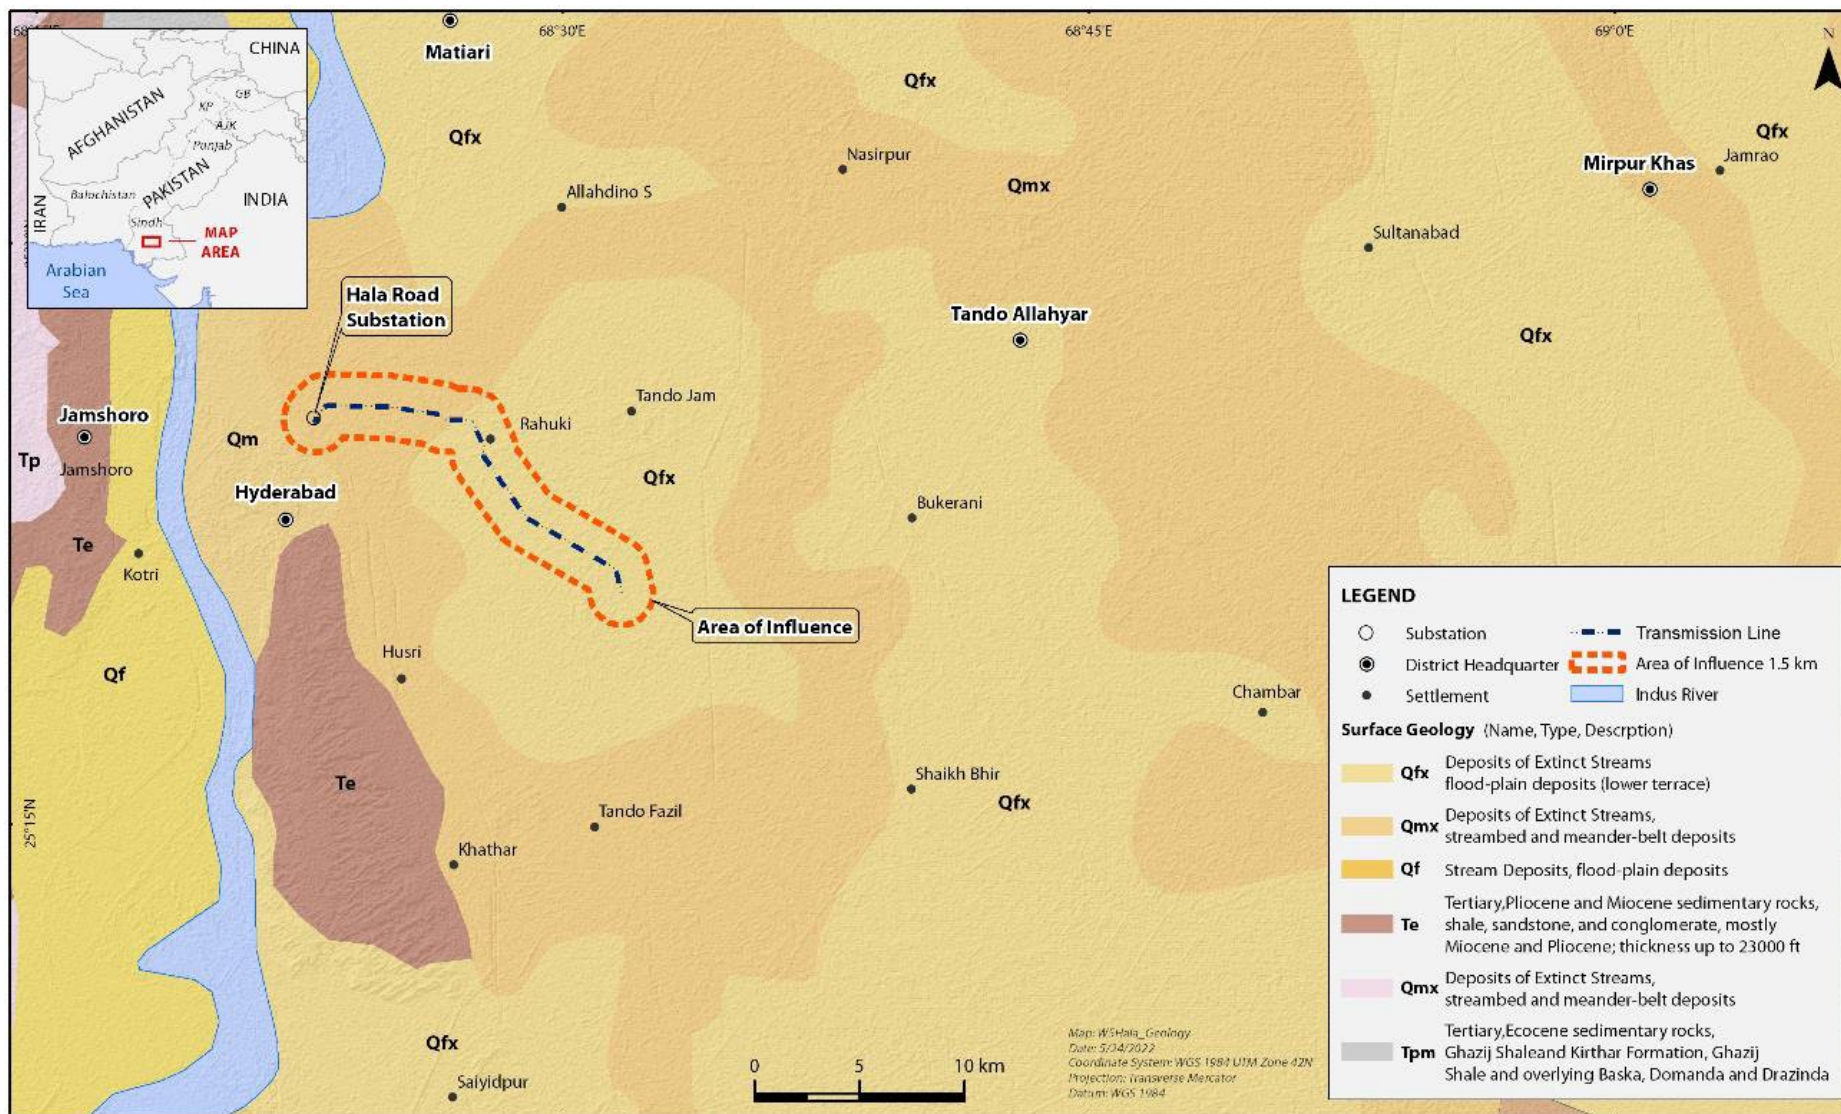 68°30'E
68°45'E
69°0'E
N
CHINA
AFGHANISTAN
GB
KP
AJK
Punjab
PAKISTAN
Balochistan
INDIA
IRAN
Sindh
MAP
AREA
Arabian
Sea
Matiari
Qfx
Qfx
Qfx
Nasirpur
Mirpur Khas
Jamrao
Allahdino S
Qmx
Sultanabad
Hala Road
Substation
Tando Allahyar
Qfx
Jamshoro
Tando Jam
Rahuki
Qm
Tp
Jamshoro
Qfx
Hyderabad
Bukerani
Te
Kotri
Area of Influence
Husri
Qf
Chambar
Te
Shaikh Bhir
Qfx
Tando Fazil
25°15'N
Khathar
Qfx
Saiyidpur
0 5 10 km
Map: WSHala_Geology
Date: 5/24/2022
Coordinate System: WGS 1984 UTM Zone 42N
Projection: Transverse Mercator
Datum: WGS 1984
LEGEND
Substation
Transmission Line
District Headquarter
Area of Influence 1.5 km
Settlement
Indus River
Surface Geology (Name, Type, Descrption)
Qfx Deposits of Extinct Streams
flood-plain deposits (lower terrace)
Qmx Deposits of Extinct Streams,
streambed and meander-belt deposits
Qf Stream Deposits, flood-plain deposits
Te Tertiary,Pliocene and Miocene sedimentary rocks,
shale, sandstone, and conglomerate, mostly
Miocene and Pliocene; thickness up to 23000 ft
Qmx Deposits of Extinct Streams,
streambed and meander-belt deposits
Tpm Tertiary,Ecocene sedimentary rocks,
Ghazij Shaleand Kirthar Formation, Ghazij
Shale and overlying Baska, Domanda and Drazinda